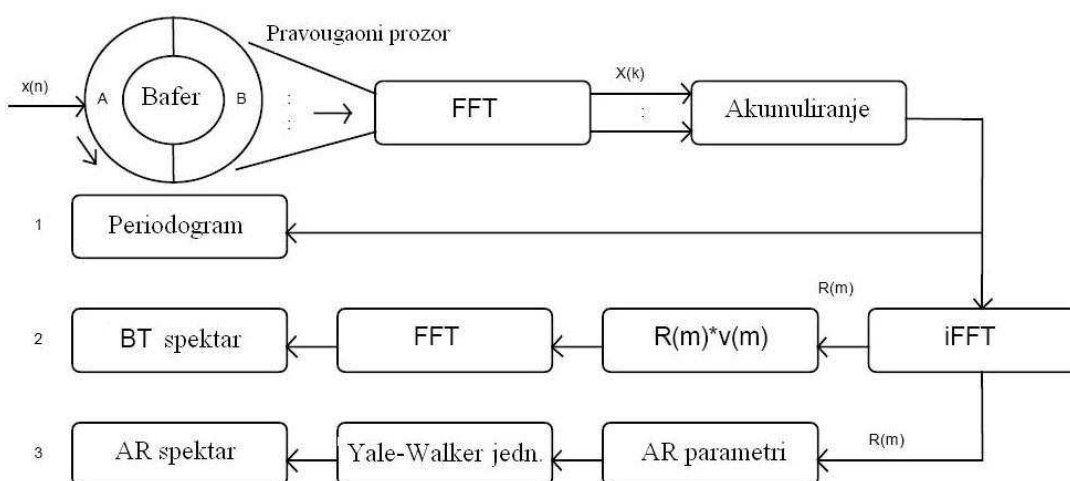 Pravougaoni prozor
x(n)
A
Bafer
B
:
:
FFT
X(k)
:
Akumuliranje
1
Periodogram
R(m)
2
BT spektar
FFT
R(m)*v(m)
iFFT
3
AR spektar
Yale-Walker jedn.
AR parametri
R(m)